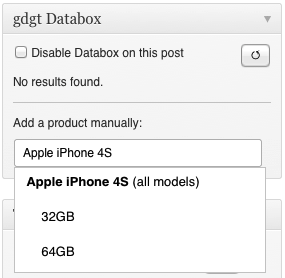 gdgt Databox
Disable Databox on this post
No results found.
Add a product manually:
Apple iPhone 4S
Apple iPhone 4S (all models)
32GB
64GB